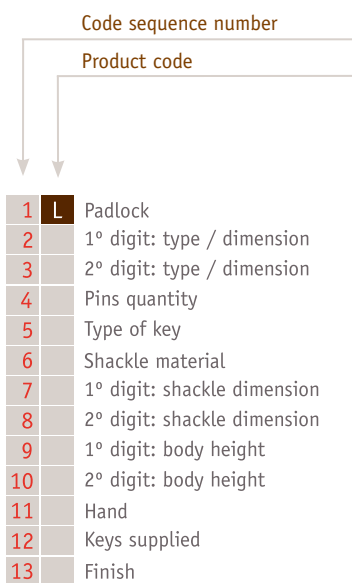 Code sequence number
Product code
1 L Padlock
2 1º digit: type / dimension
3 2º digit: type / dimension
4 Pins quantity
5 Type of key
6 Shackle material
7 1º digit: shackle dimension
8 2º digit: shackle dimension
9 1º digit: body height
10 2º digit: body height
11 Hand
12 Keys supplied
13 Finish